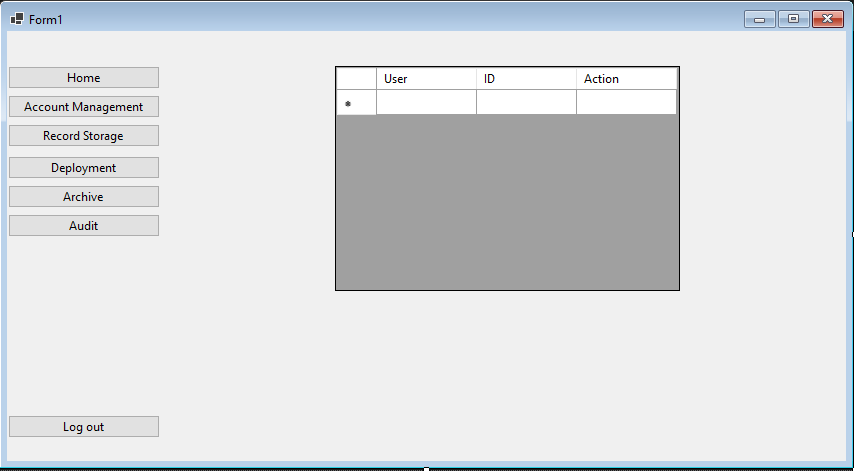 Form1
Home
Account Management
Record Storage
Deployment
Archive
Audit
Log out
User ID Action